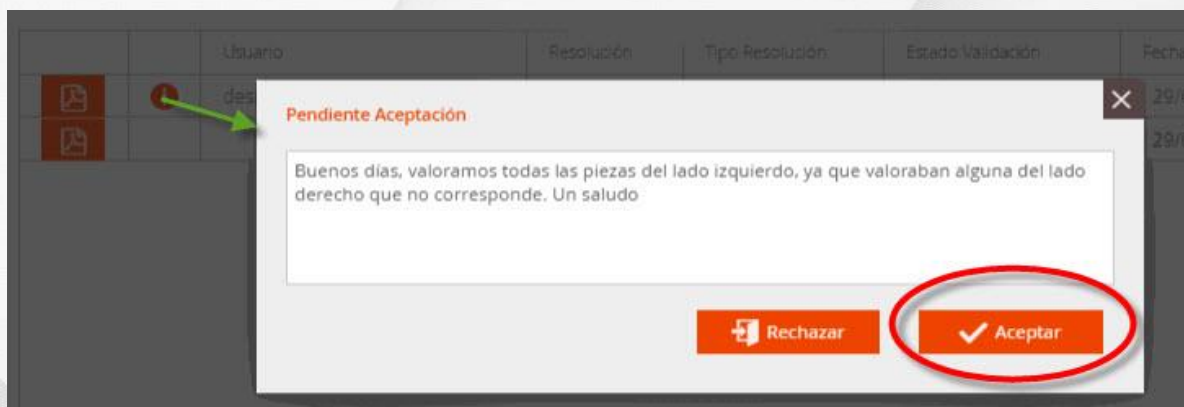 Usuario
Resolución
Tipo Resolución
Estado Validación
Pendiente Aceptación
Buenos días, valoramos todas las piezas del lado izquierdo, ya que valoraban alguna del lado
derecho que no corresponde. Un saludo
Rechazar
Aceptar